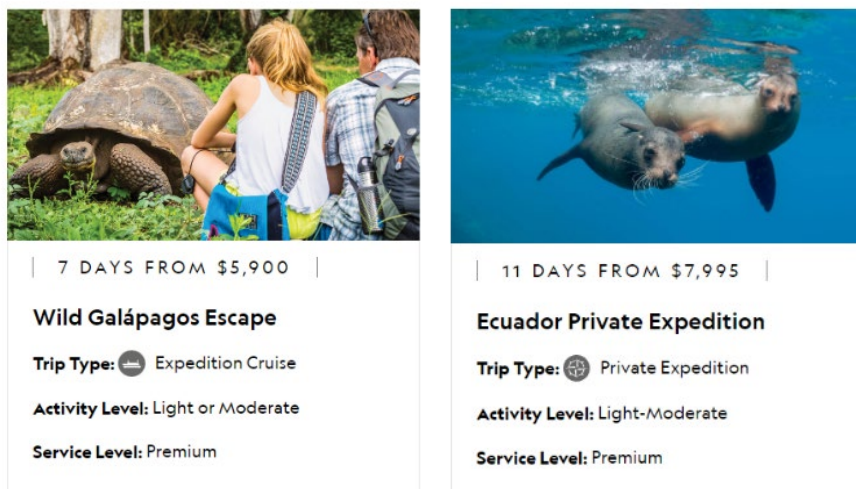 7 DAYS FROM $5,900
Wild Galápagos Escape
Trip Type: Expedition Cruise
Activity Level: Light or Moderate
Service Level: Premium
11 DAYS FROM $7,995
Ecuador Private Expedition
Trip Type: Private Expedition
Activity Level: Light-Moderate
Service Level: Premium